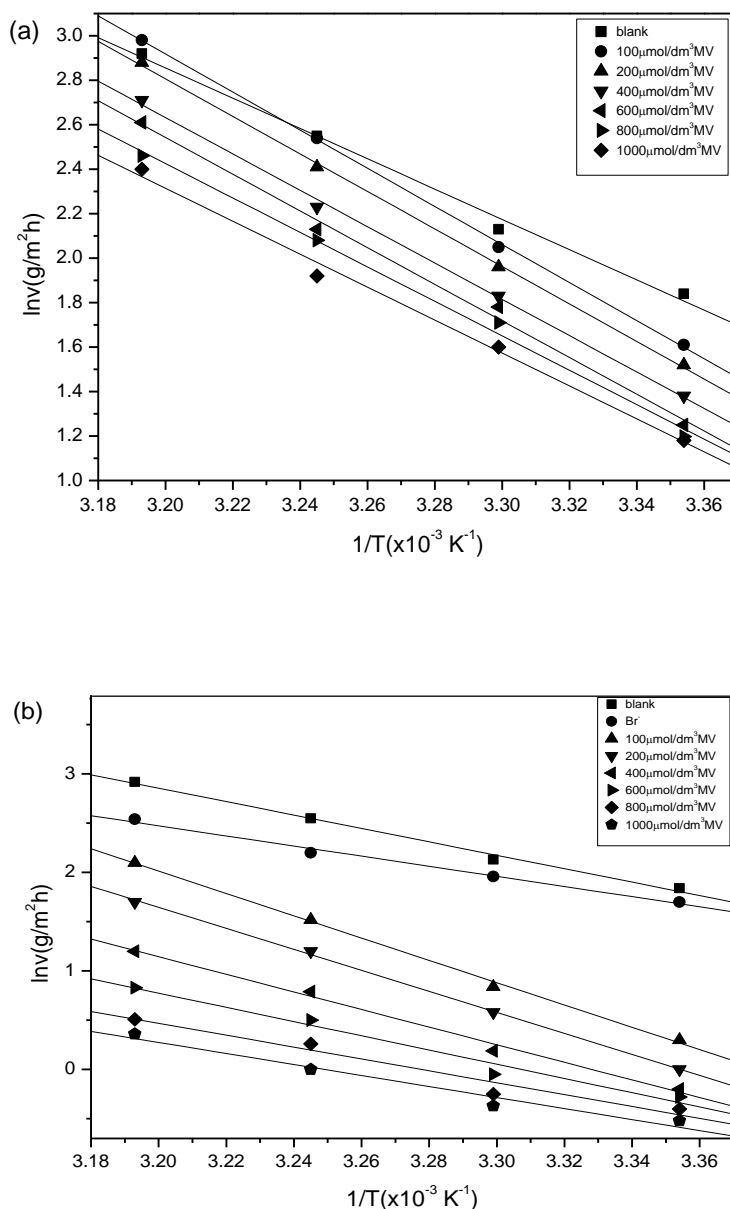 (a)
blank
100μmol/dm³MV
200μmol/dm³MV
400μmol/dm³MV
600μmol/dm³MV
800μmol/dm³MV
1000μmol/dm³MV
3.0
2.8
2.6
2.4
2.2
2.0
1.8
1.6
1.4
1.2
1.0
lnv(g/m²h)
3.18 3.20 3.22 3.24 3.26 3.28 3.30 3.32 3.34 3.36
1/T(x10⁻³ K⁻¹)
(b)
blank
Br⁻
100μmol/dm³MV
200μmol/dm³MV
400μmol/dm³MV
600μmol/dm³MV
800μmol/dm³MV
1000μmol/dm³MV
3
2
1
0
lnv(g/m²h)
3.18 3.20 3.22 3.24 3.26 3.28 3.30 3.32 3.34 3.36
1/T(x10⁻³ K⁻¹)